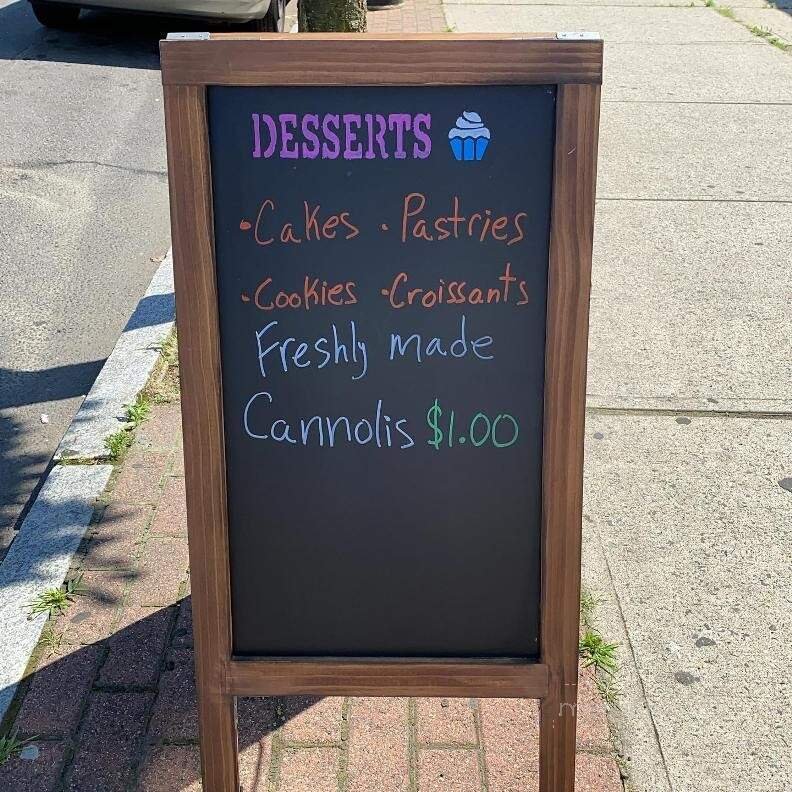 DESSERTS
• Cakes • Pastries
• Cookies • Croissants
Freshly made
Cannolis $1.00